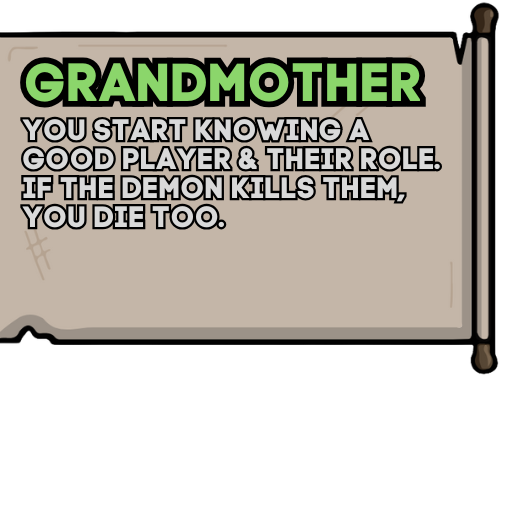 GRANDMOTHER
YOU START KNOWING A
GOOD PLAYER & THEIR ROLE.
IF THE DEMON KILLS THEM,
YOU DIE TOO.